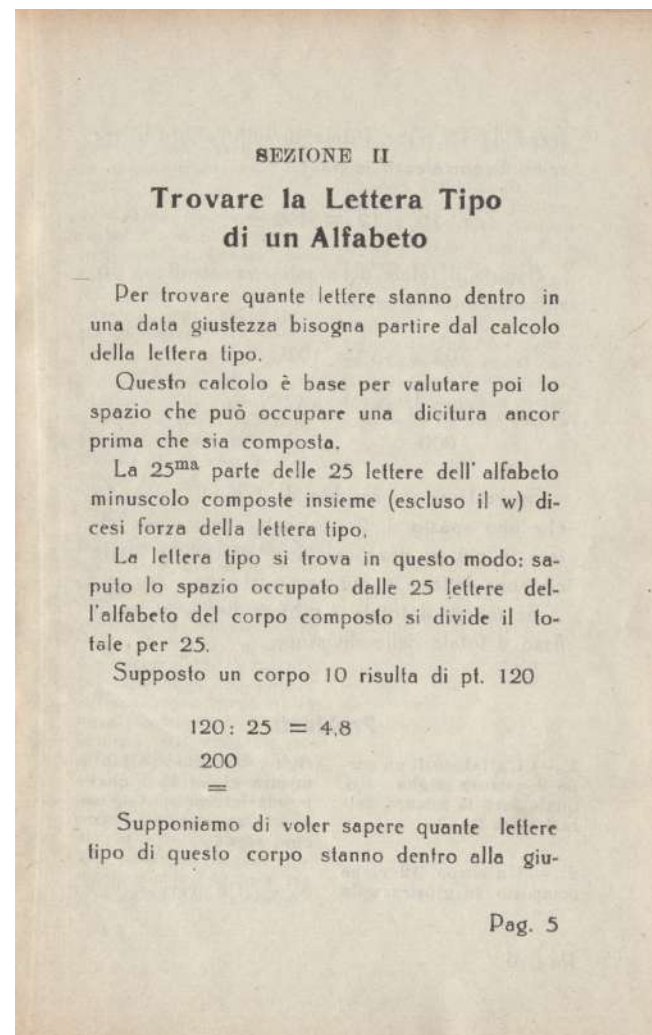 SEZIONE II
Trovare la Lettera Tipo
di un Alfabeto
Per trovare quante lettere stanno dentro in
una data giustezza bisogna partire dal calcolo
della lettera tipo.
Questo calcolo è base per valutare poi lo
spazio che può occupare una dicitura ancor
prima che sia composta.
La 25ma parte delle 25 lettere dell' alfabeto
minuscolo composte insieme (escluso il w) di-
cesi forza della lettera tipo.
La lettera tipo si trova in questo modo: sa-
puto lo spazio occupato dalle 25 lettere del-
l'alfabeto del corpo composto si divide il to-
tale per 25.
Supposto un corpo 10 risulta di pt. 120
120: 25 = 4,8
200
=
Supponiamo di voler sapere quante lettere
tipo di questo corpo stanno dentro alla giu-
Pag. 5